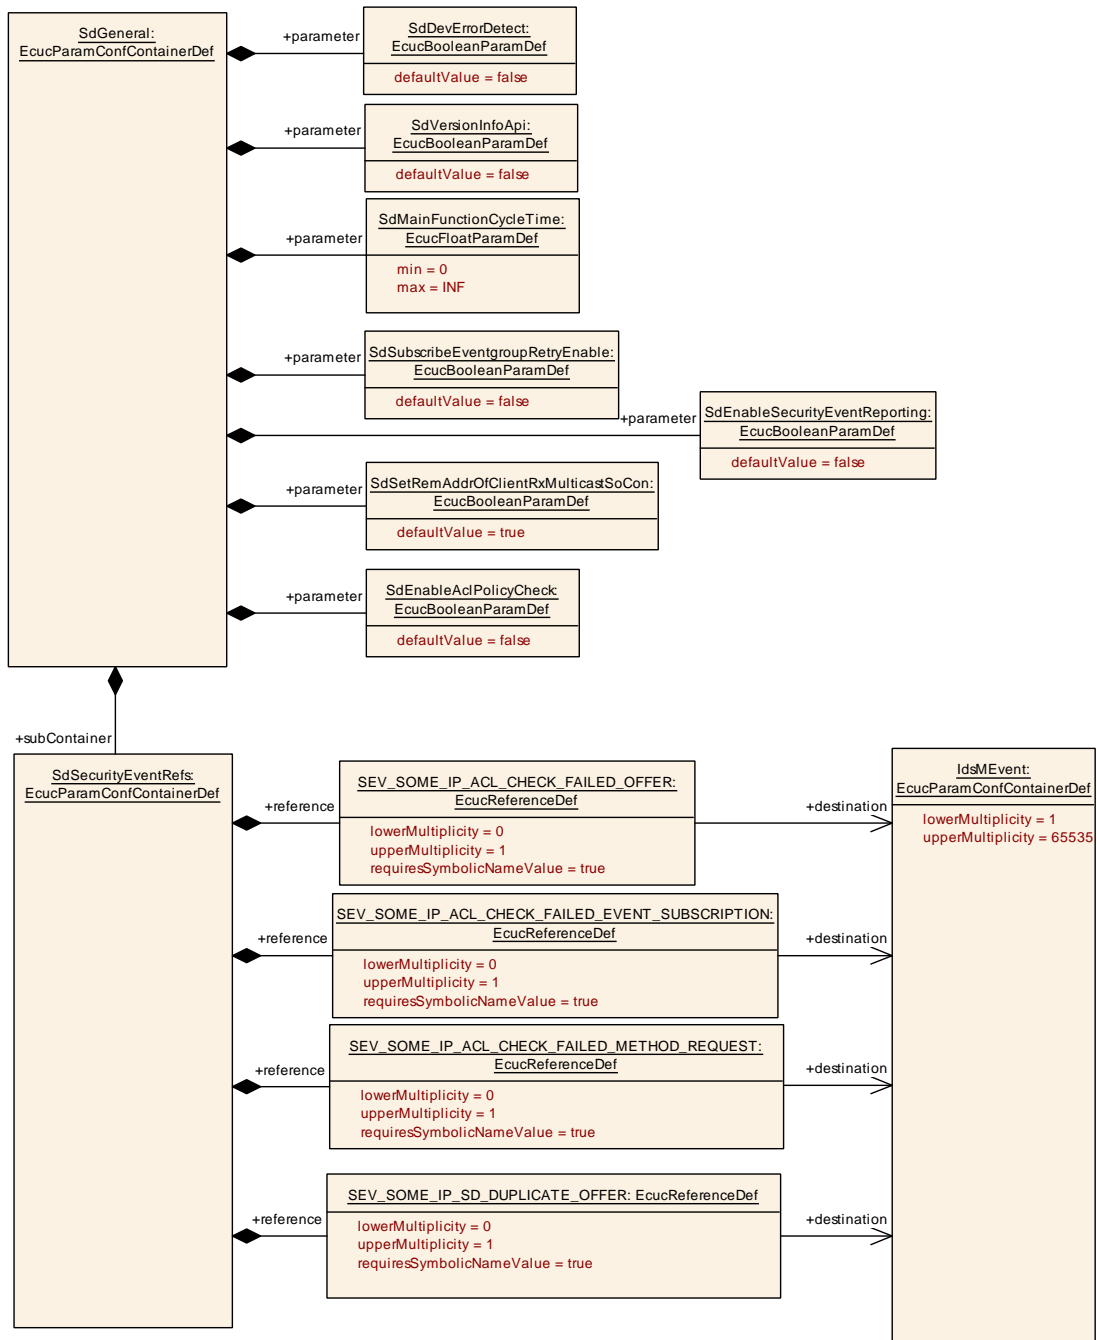 SdGeneral:
EcucParamConfContainerDef
+parameter
SdDevErrorDetect:
EcucBooleanParamDef
defaultValue = false
+parameter
SdVersionInfoApi:
EcucBooleanParamDef
defaultValue = false
+parameter
SdMainFunctionCycleTime:
EcucFloatParamDef
min = 0
max = INF
+parameter
SdSubscribeEventgroupRetryEnable:
EcucBooleanParamDef
defaultValue = false
+parameter
SdEnableSecurityEventReporting:
EcucBooleanParamDef
defaultValue = false
+parameter
SdSetRemAddrOfClientRxMulticastSoCon:
EcucBooleanParamDef
defaultValue = true
+parameter
SdEnableAclPolicyCheck:
EcucBooleanParamDef
defaultValue = false
+subContainer
SdSecurityEventRefs:
EcucParamConfContainerDef
+reference
SEV_SOME_IP_ACL_CHECK_FAILED_OFFER:
EcucReferenceDef
lowerMultiplicity = 0
upperMultiplicity = 1
requiresSymbolicNameValue = true
+destination
IdsMEvent:
EcucParamConfContainerDef
lowerMultiplicity = 1
upperMultiplicity = 65535
+reference
SEV_SOME_IP_ACL_CHECK_FAILED_EVENT_SUBSCRIPTION:
EcucReferenceDef
lowerMultiplicity = 0
upperMultiplicity = 1
requiresSymbolicNameValue = true
+destination
+reference
SEV_SOME_IP_ACL_CHECK_FAILED_METHOD_REQUEST:
EcucReferenceDef
lowerMultiplicity = 0
upperMultiplicity = 1
requiresSymbolicNameValue = true
+destination
+reference
SEV_SOME_IP_SD_DUPLICATE_OFFER: EcucReferenceDef
lowerMultiplicity = 0
upperMultiplicity = 1
requiresSymbolicNameValue = true
+destination